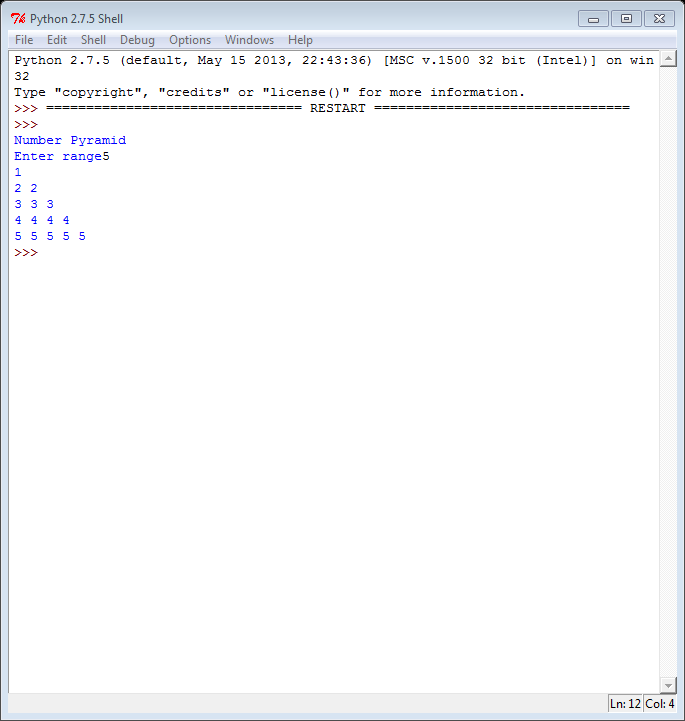 Python 2.7.5 Shell
File Edit Shell Debug Options Windows Help
Python 2.7.5 (default, May 15 2013, 22:43:36) [MSC v.1500 32 bit (Intel)] on win
32
Type "copyright", "credits" or "license()" for more information.
>>> ================================ RESTART ================================
>>>
Number Pyramid
Enter range5
1
2 2
3 3 3
4 4 4 4
5 5 5 5 5
>>>
Ln: 12 Col: 4